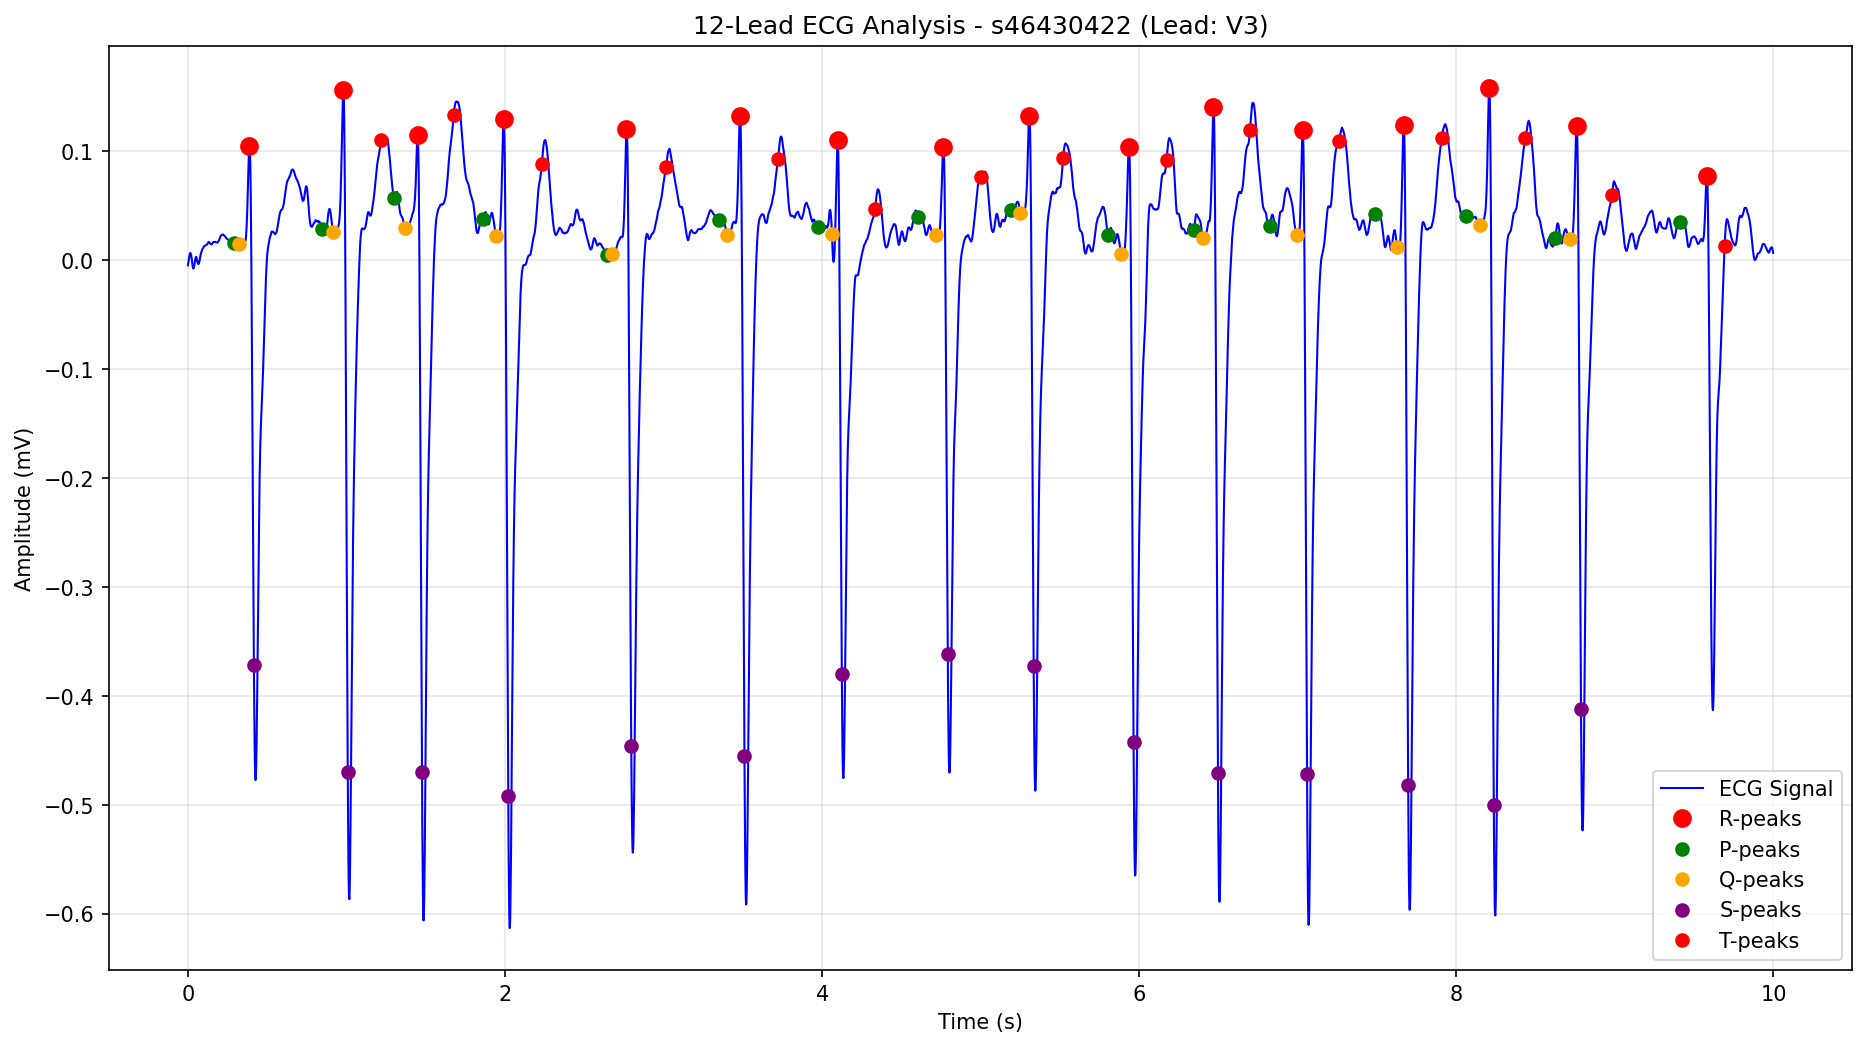 12-Lead ECG Analysis - s46430422 (Lead: V3)
Amplitude (mV)
0.1
0.0
−0.1
−0.2
−0.3
−0.4
−0.5
−0.6
ECG Signal
R-peaks
P-peaks
Q-peaks
S-peaks
T-peaks
0 2 4 6 8 10
Time (s)